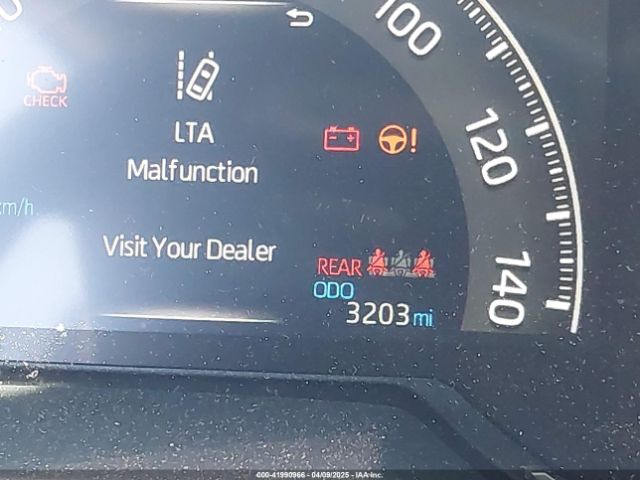 100
CHECK
LTA
Malfunction
120
km/h
Visit Your Dealer
REAR
ODO
3203 mi
140
000-41990966 - 04/09/2025 - IAA Inc.